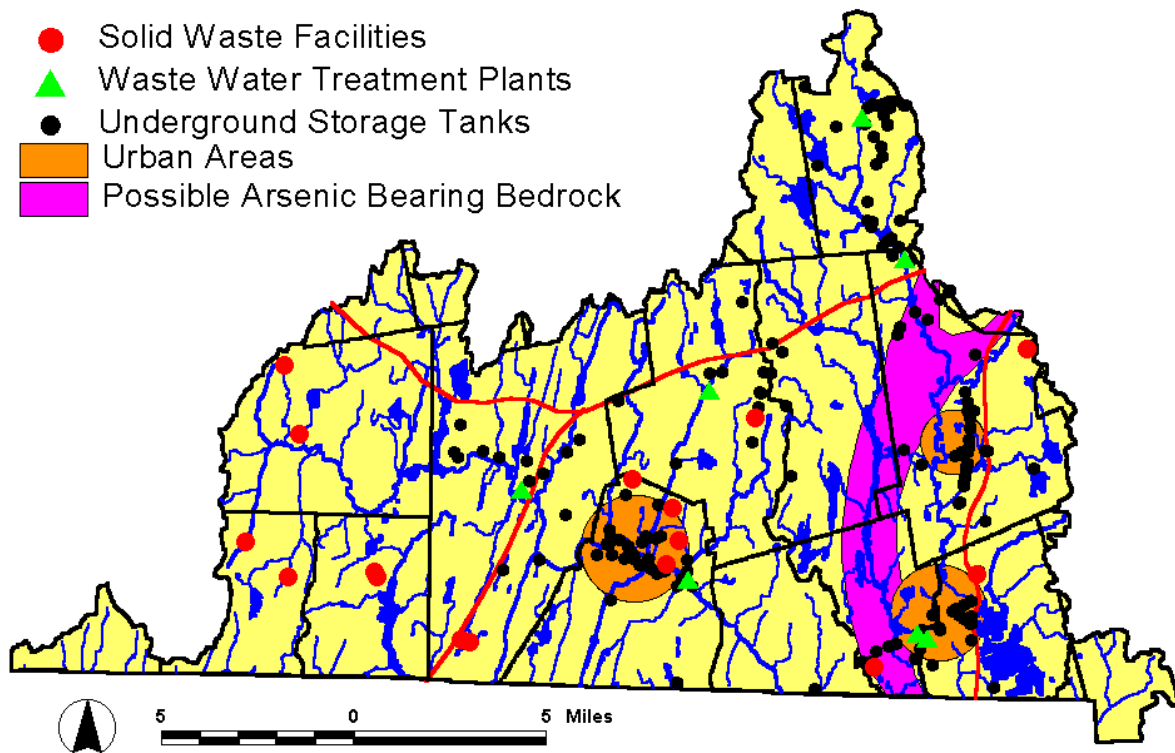 Solid Waste Facilities
Waste Water Treatment Plants
Underground Storage Tanks
Urban Areas
Possible Arsenic Bearing Bedrock
5 0 5 Miles